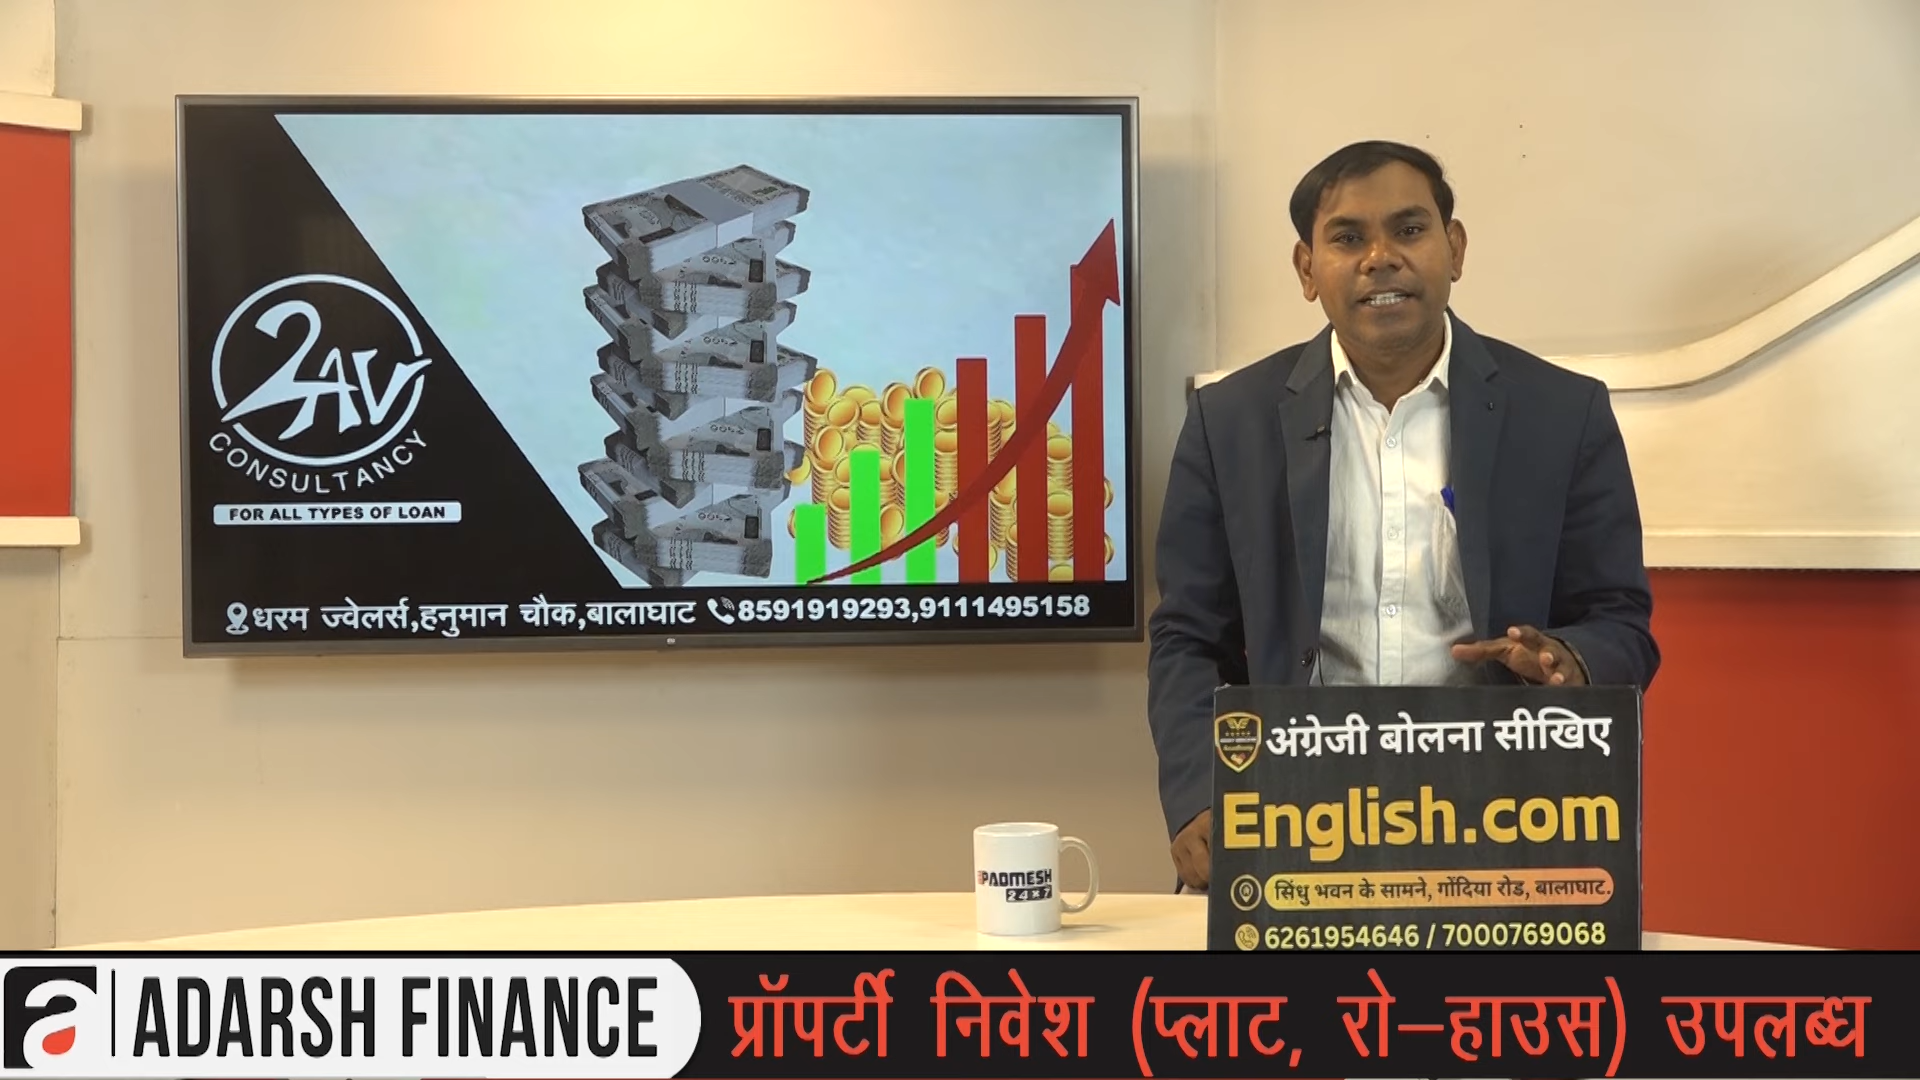 2AV
CONSULTANCY
FOR ALL TYPES OF LOAN
धरम ज्वेलर्स,हनुमान चौक,बालाघाट 8591919293,9111495158
अंग्रेजी बोलना सीखिए
English.com
सिंधु भवन के सामने, गोंदिया रोड, बालाघाट.
6261954646 / 7000769068
PADMESH
24x7
a ADARSH FINANCE प्रॉपर्टी निवेश (प्लाट, रो-हाउस) उपलब्ध